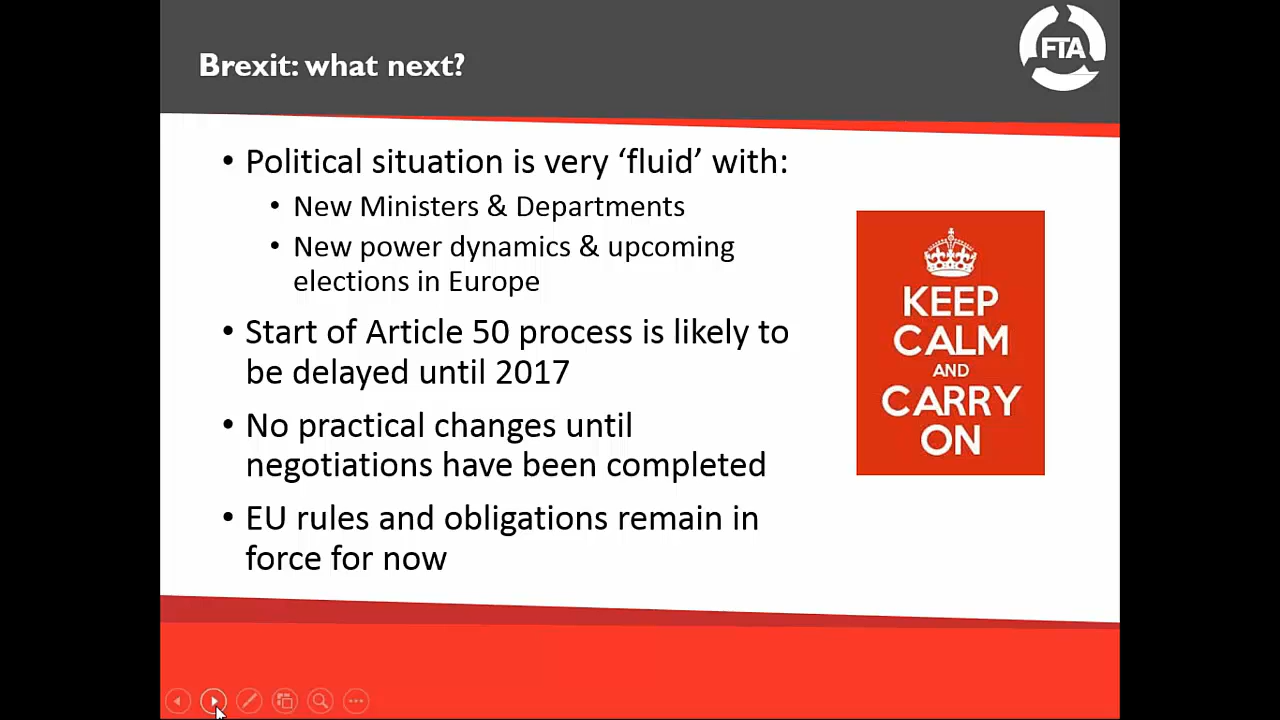 Brexit: what next?
FTA
• Political situation is very ‘fluid’ with:
• New Ministers & Departments
• New power dynamics & upcoming
elections in Europe
• Start of Article 50 process is likely to
be delayed until 2017
• No practical changes until
negotiations have been completed
• EU rules and obligations remain in
force for now
KEEP
CALM
AND
CARRY
ON